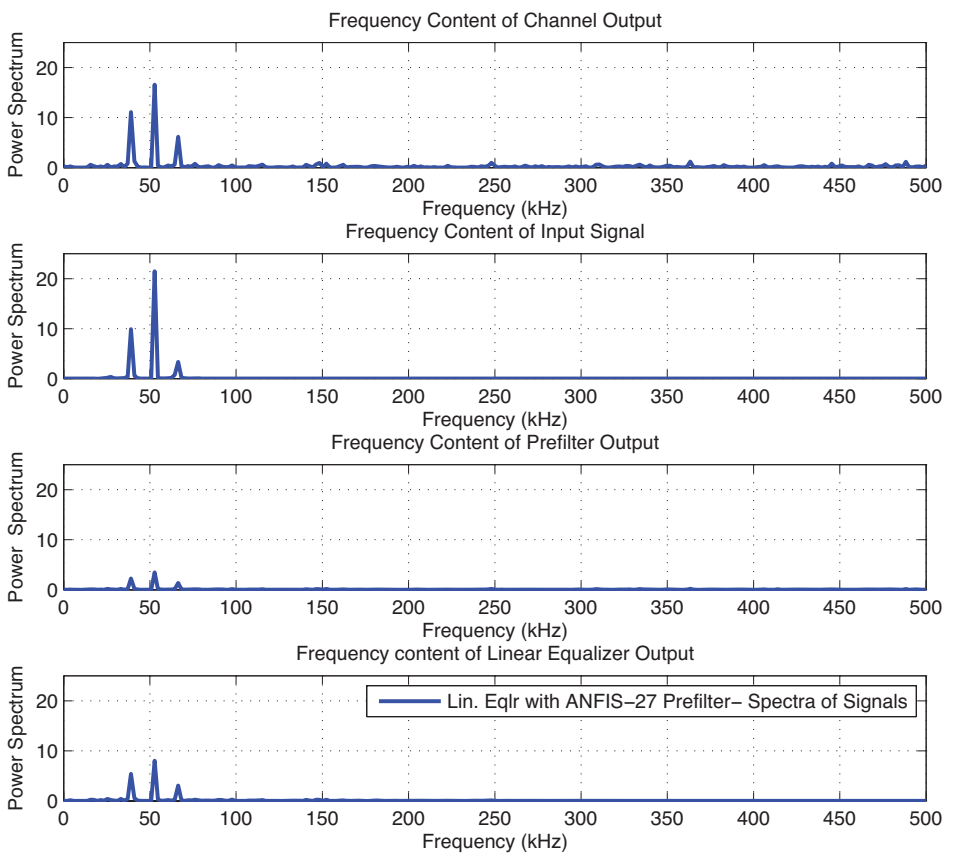 Frequency Content of Channel Output
Power Spectrum
20
10
0
0 50 100 150 200 250 300 350 400 450 500
Frequency (kHz)
Frequency Content of Input Signal
Power Spectrum
20
10
0
0 50 100 150 200 250 300 350 400 450 500
Frequency (kHz)
Frequency Content of Prefilter Output
Power Spectrum
20
10
0
0 50 100 150 200 250 300 350 400 450 500
Frequency (kHz)
Frequency content of Linear Equalizer Output
Power Spectrum
20
10
0
Lin. Eqlr with ANFIS−27 Prefilter− Spectra of Signals
0 50 100 150 200 250 300 350 400 450 500
Frequency (kHz)